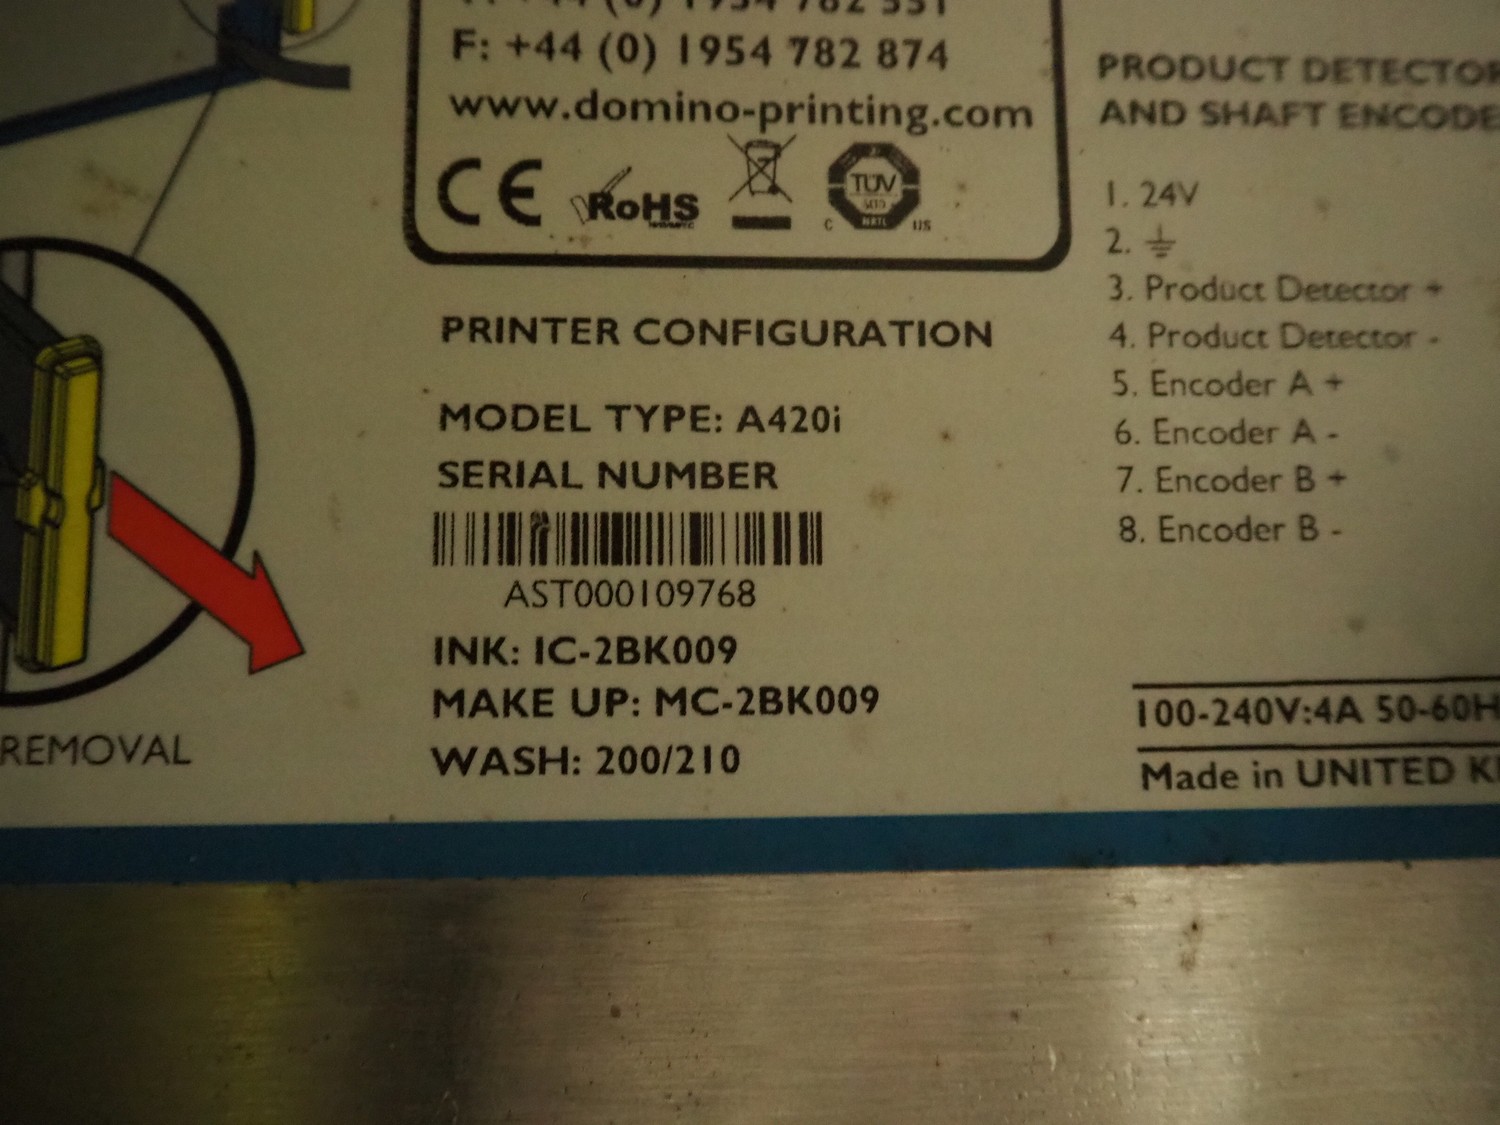 F: +44 (0) 1954 782 874
www.domino-printing.com
CE RoHS
TÜV
C US
PRINTER CONFIGURATION
MODEL TYPE: A420i
SERIAL NUMBER
AST000109768
INK: IC-2BK009
MAKE UP: MC-2BK009
WASH: 200/210
REMOVAL
PRODUCT DETECTOR
AND SHAFT ENCODE
1. 24V
2.
3. Product Detector +
4. Product Detector -
5. Encoder A +
6. Encoder A -
7. Encoder B +
8. Encoder B -
100-240V:4A 50-60H
Made in UNITED K